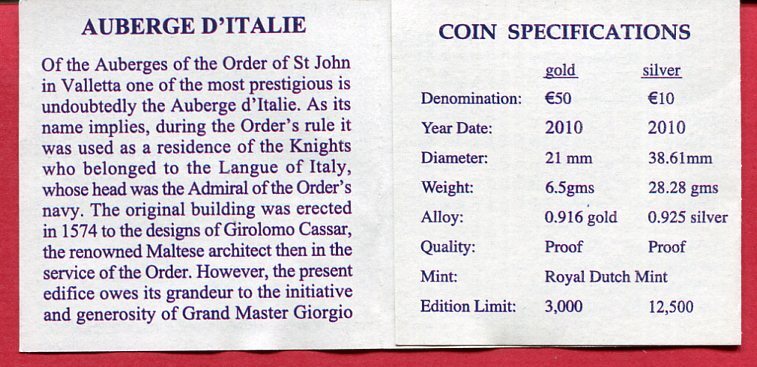 AUBERGE D'ITALIE
Of the Auberges of the Order of St John
in Valletta one of the most prestigious is
undoubtedly the Auberge d'Italie. As its
name implies, during the Order's rule it
was used as a residence of the Knights
who belonged to the Langue of Italy,
whose head was the Admiral of the Order's
navy. The original building was erected
in 1574 to the designs of Girolomo Cassar,
the renowned Maltese architect then in the
service of the Order. However, the present
edifice owes its grandeur to the initiative
and generosity of Grand Master Giorgio
COIN SPECIFICATIONS
gold silver
Denomination: €50 €10
Year Date: 2010 2010
Diameter: 21 mm 38.61mm
Weight: 6.5gms 28.28 gms
Alloy: 0.916 gold 0.925 silver
Quality: Proof Proof
Mint: Royal Dutch Mint
Edition Limit: 3,000 12,500